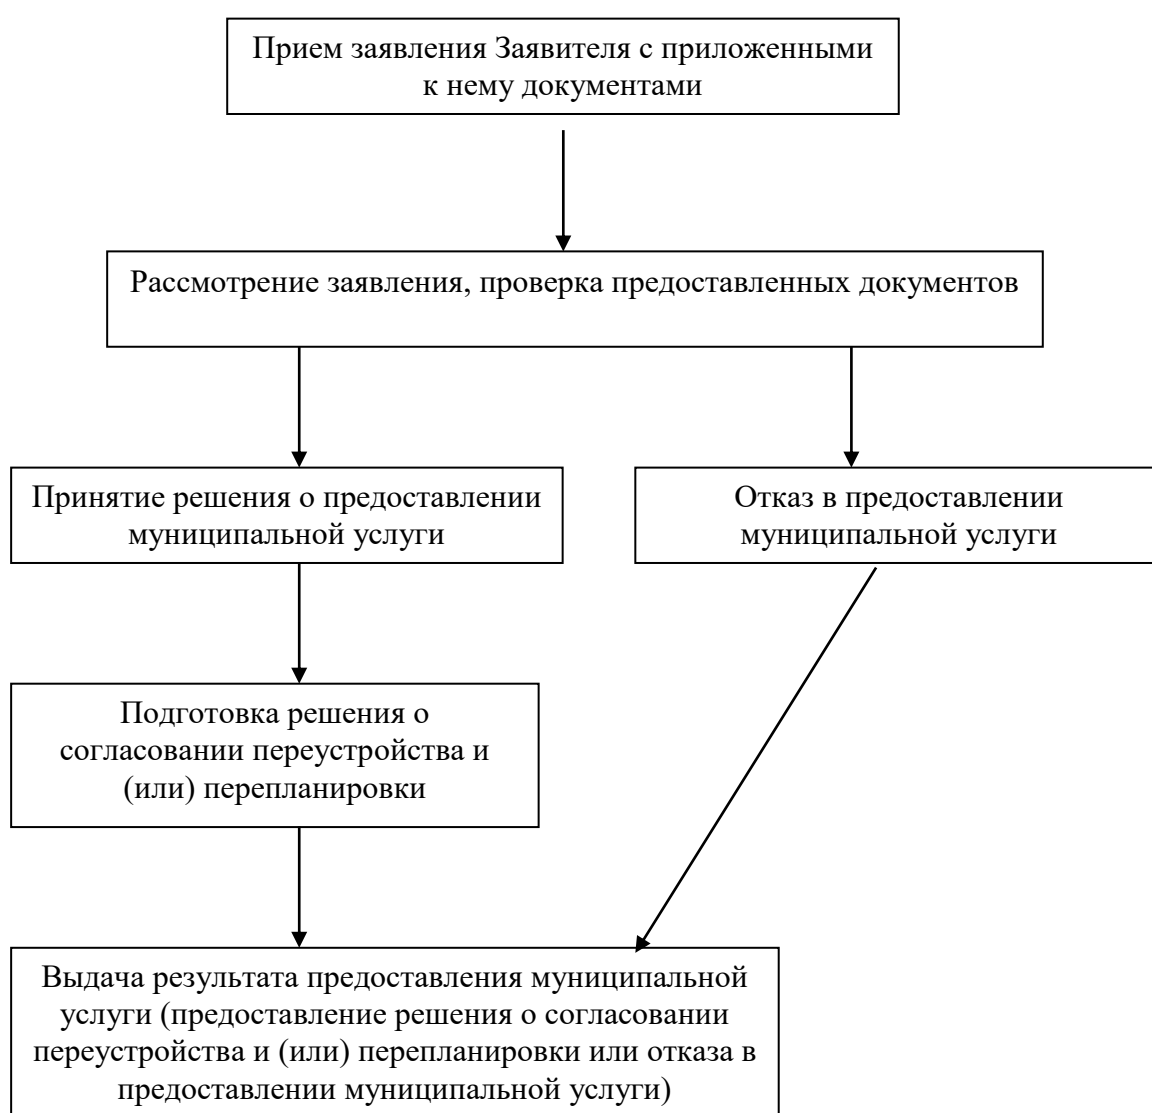 Прием заявления Заявителя с приложенными
к нему документами
Рассмотрение заявления, проверка предоставленных документов
Принятие решения о предоставлении
муниципальной услуги
Отказ в предоставлении
муниципальной услуги
Подготовка решения о
согласовании переустройства и
(или) перепланировки
Выдача результата предоставления муниципальной
услуги (предоставление решения о согласовании
переустройства и (или) перепланировки или отказа в
предоставлении муниципальной услуги)